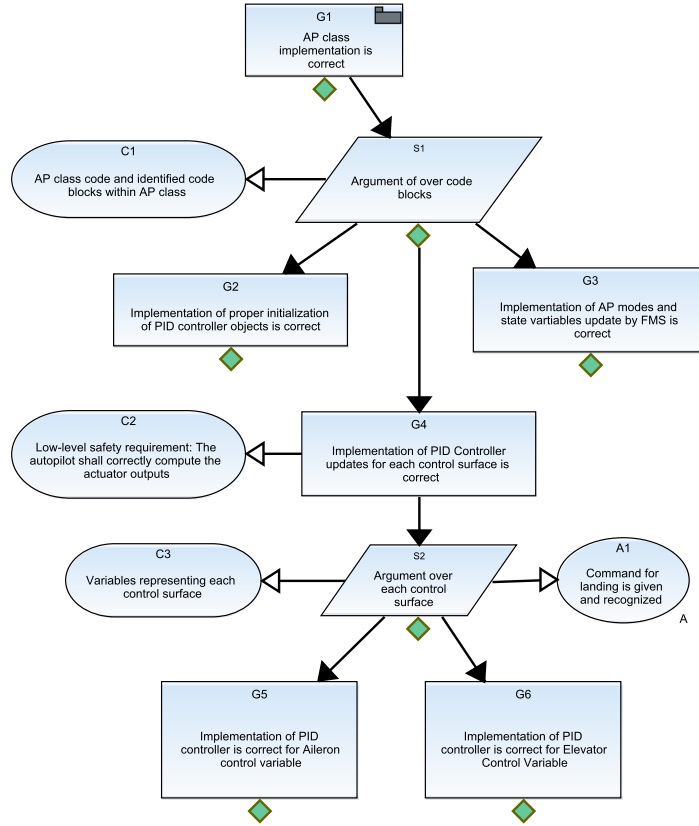 G1
AP class
implementation is
correct
C1
AP class code and identified code
blocks within AP class
S1
Argument of over code
blocks
G2
Implementation of proper initialization
of PID controller objects is correct
G3
Implementation of AP modes and
state vartiables update by FMS is
correct
C2
Low-level safety requirement: The
autopilot shall correctly compute the
actuator outputs
G4
Implementation of PID Controller
updates for each control surface is
correct
C3
Variables representing each
control surface
S2
Argument over
each control
surface
A1
Command for
landing is given
and recognized
A
G5
Implementation of PID
controller is correct for Aileron
control variable
G6
Implementation of PID
controller is correct for Elevator
Control Variable